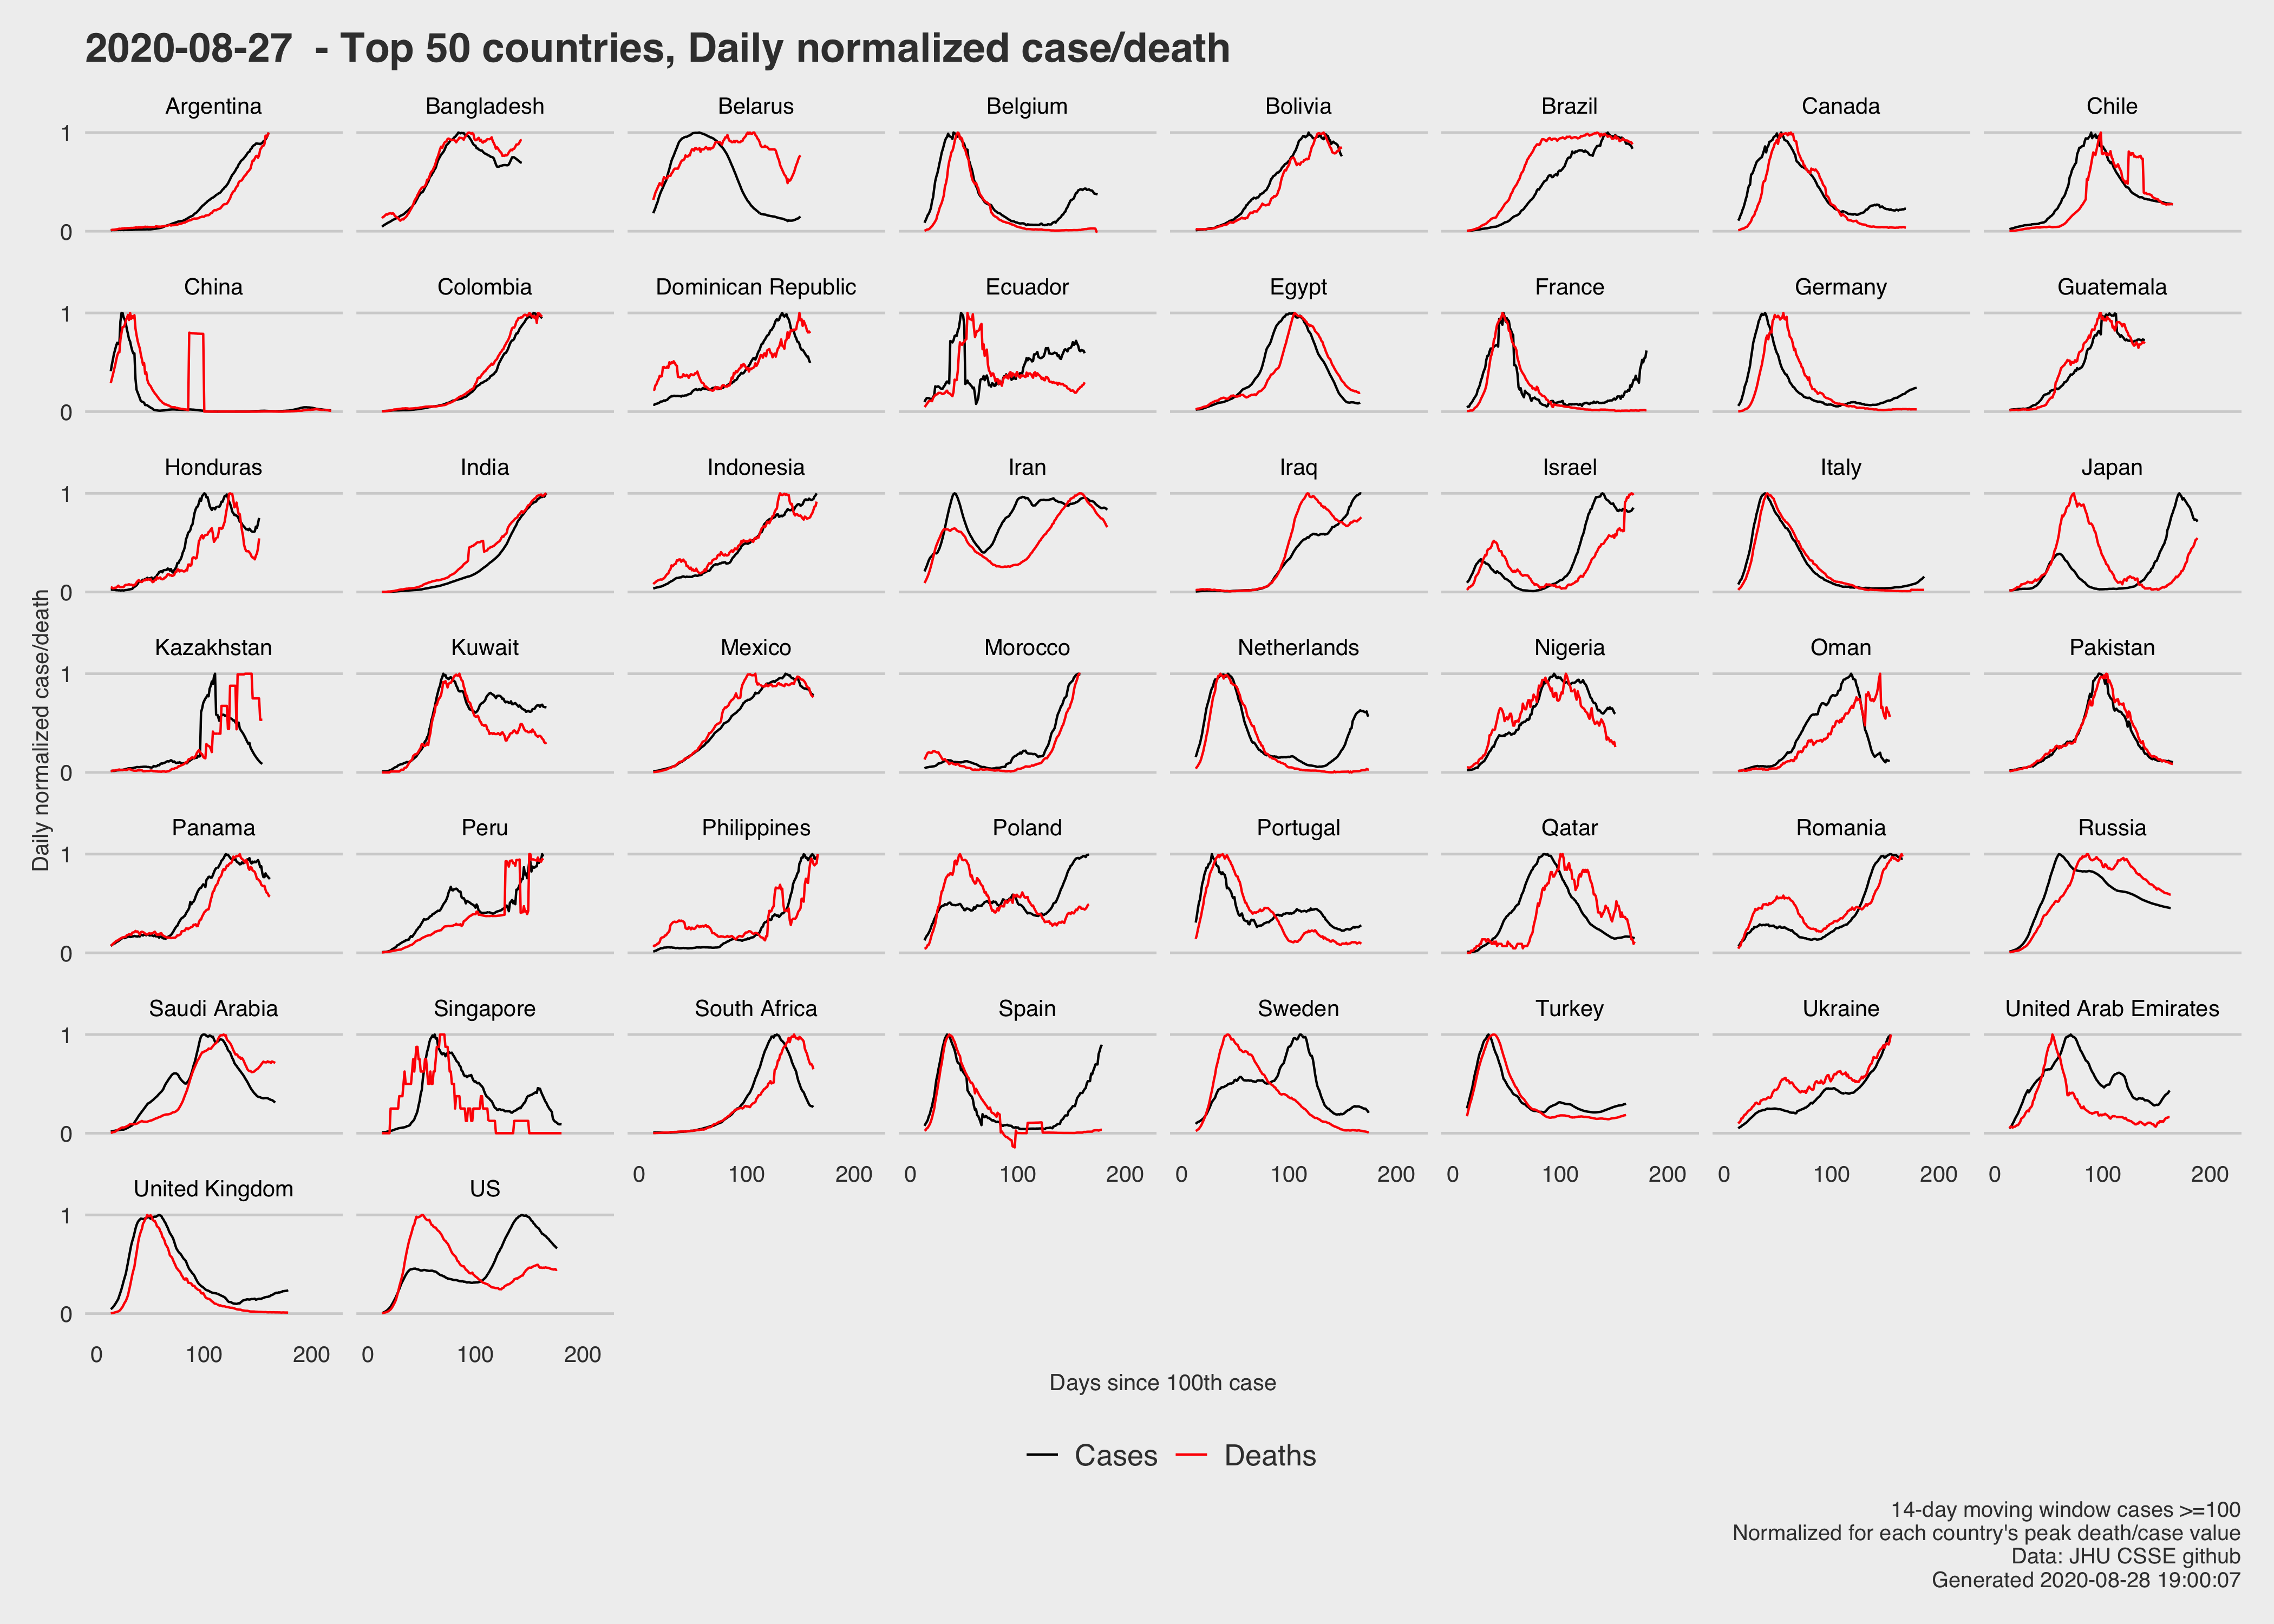 2020-08-27  - Top 50 countries, Daily normalized case/death
Argentina Bangladesh Belarus Belgium Bolivia Brazil Canada Chile
1
0
China Colombia Dominican Republic Ecuador Egypt France Germany Guatemala
1
0
Honduras India Indonesia Iran Iraq Israel Italy Japan
1
0
Kazakhstan Kuwait Mexico Morocco Netherlands Nigeria Oman Pakistan
1
0
Panama Peru Philippines Poland Portugal Qatar Romania Russia
1
0
Saudi Arabia Singapore South Africa Spain Sweden Turkey Ukraine United Arab Emirates
1
0
0 100 200 0 100 200 0 100 200 0 100 200 0 100 200 0 100 200
United Kingdom US
1
0
0 100 200 0 100 200
Daily normalized case/death
Days since 100th case
Cases Deaths
14-day moving window cases >=100
Normalized for each country's peak death/case value
Data: JHU CSSE github
Generated 2020-08-28 19:00:07